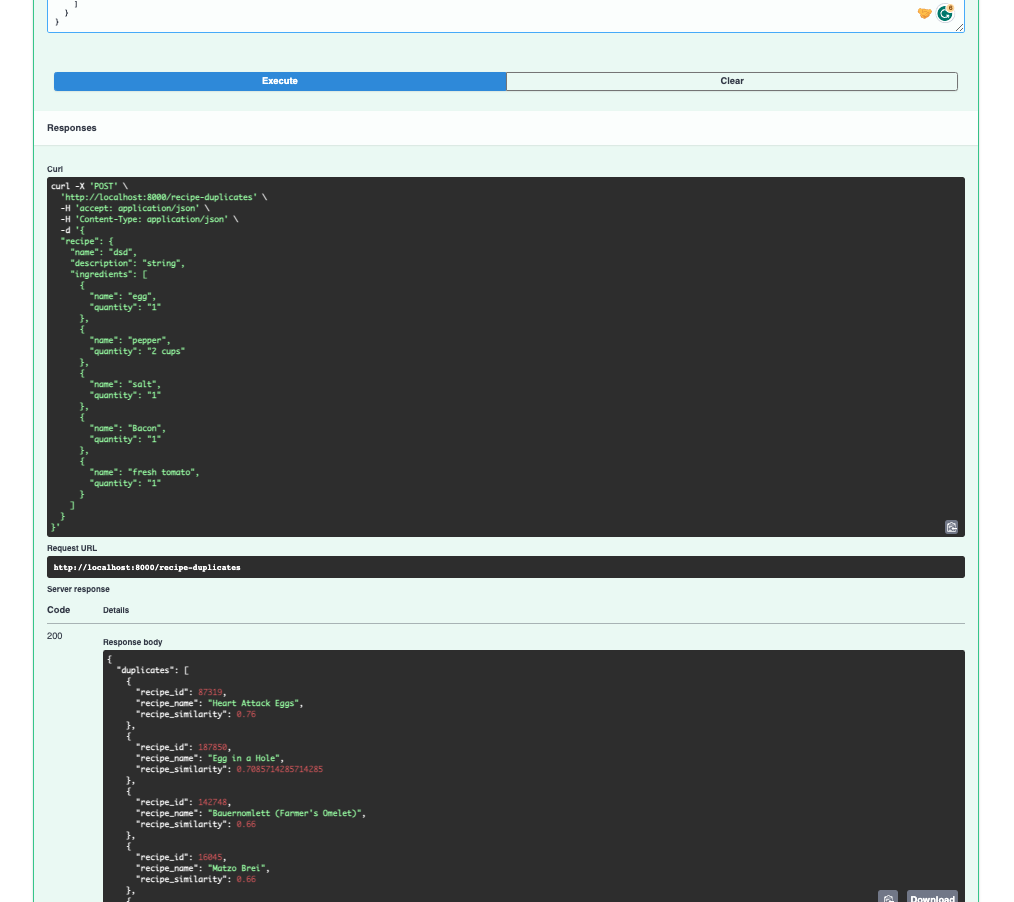 ]
}
}
Execute
Clear
Responses
Curl
curl -X 'POST' \
'http://localhost:8000/recipe-duplicates' \
-H 'accept: application/json' \
-H 'Content-Type: application/json' \
-d '{
"recipe": {
"name": "dsd",
"description": "string",
"ingredients": [
{
"name": "egg",
"quantity": "1"
},
{
"name": "pepper",
"quantity": "2 cups"
},
{
"name": "salt",
"quantity": "1"
},
{
"name": "Bacon",
"quantity": "1"
},
{
"name": "fresh tomato",
"quantity": "1"
}
]
}
}'
Request URL
http://localhost:8000/recipe-duplicates
Server response
Code Details
200
Response body
{
"duplicates": [
{
"recipe_id": 87319,
"recipe_name": "Heart Attack Eggs",
"recipe_similarity": 0.76
},
{
"recipe_id": 187850,
"recipe_name": "Egg in a Hole",
"recipe_similarity": 0.7085714285714285
},
{
"recipe_id": 142748,
"recipe_name": "Bauernomlett (Farmer's Omelet)",
"recipe_similarity": 0.66
},
{
"recipe_id": 16045,
"recipe_name": "Matzo Brei",
"recipe_similarity": 0.66
},
{
Download